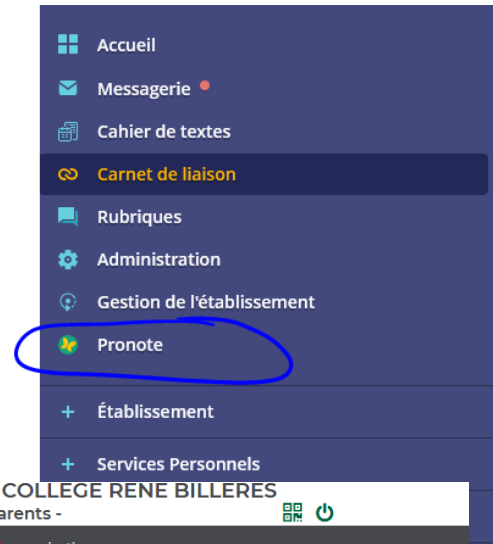 Accueil
Messagerie
Cahier de textes
Carnet de liaison
Rubriques
Administration
Gestion de l'établissement
Pronote
+ Établissement
+ Services Personnels
COLLEGE RENE BILLERES
arents -